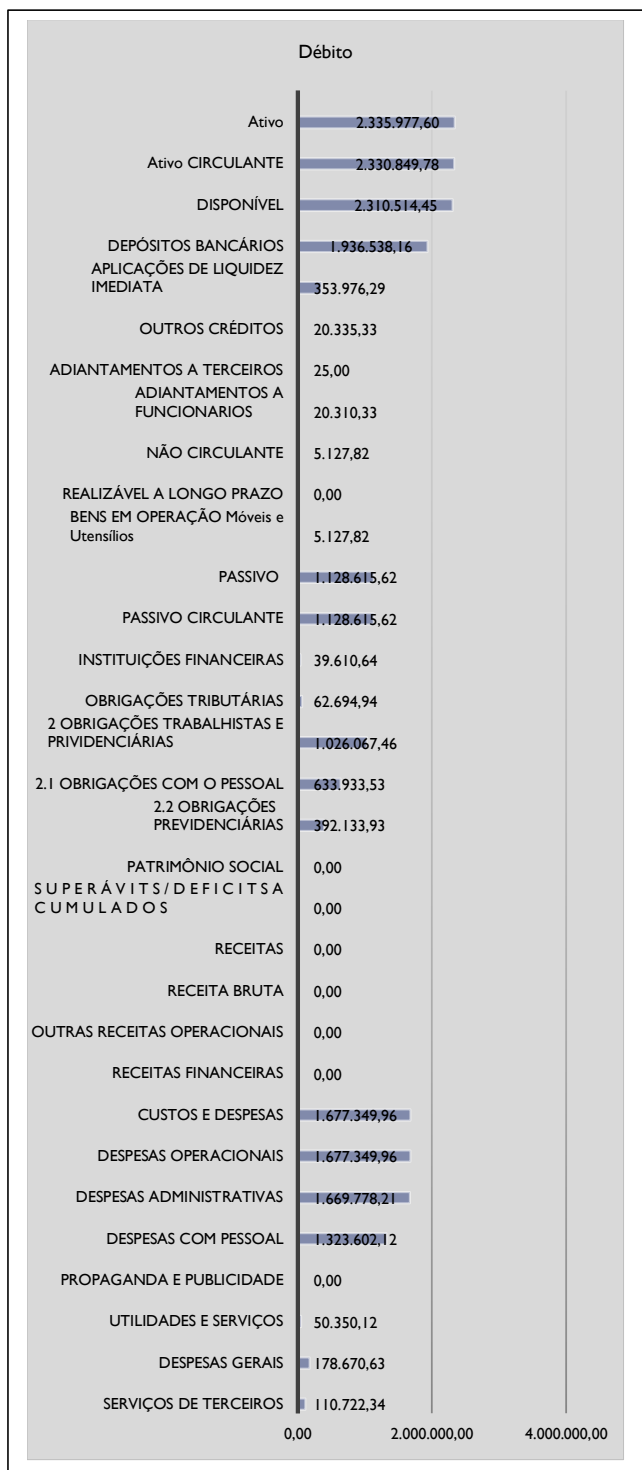 Débito
Ativo 2.335.977,60
Ativo CIRCULANTE 2.330.849,78
DISPONÍVEL 2.310.514,45
DEPÓSITOS BANCÁRIOS 1.936.538,16
APLICAÇÕES DE LIQUIDEZ
IMEDIATA 353.976,29
OUTROS CRÉDITOS 20.335,33
ADIANTAMENTOS A TERCEIROS 25,00
ADIANTAMENTOS A
FUNCIONARIOS 20.310,33
NÃO CIRCULANTE 5.127,82
REALIZÁVEL A LONGO PRAZO 0,00
BENS EM OPERAÇÃO Móveis e
Utensílios 5.127,82
PASSIVO 1.128.615,62
PASSIVO CIRCULANTE 1.128.615,62
INSTITUIÇÕES FINANCEIRAS 39.610,64
OBRIGAÇÕES TRIBUTÁRIAS 62.694,94
2 OBRIGAÇÕES TRABALHISTAS E
PRIVIDENCIÁRIAS 1.026.067,46
2.1 OBRIGAÇÕES COM O PESSOAL 633.933,53
2.2 OBRIGAÇÕES
PREVIDENCIÁRIAS 392.133,93
PATRIMÔNIO SOCIAL 0,00
S U P E R Á V I T S / D E F I C I T S A
C U M U L A D O S 0,00
RECEITAS 0,00
RECEITA BRUTA 0,00
OUTRAS RECEITAS OPERACIONAIS 0,00
RECEITAS FINANCEIRAS 0,00
CUSTOS E DESPESAS 1.677.349,96
DESPESAS OPERACIONAIS 1.677.349,96
DESPESAS ADMINISTRATIVAS 1.669.778,21
DESPESAS COM PESSOAL 1.323.602,12
PROPAGANDA E PUBLICIDADE 0,00
UTILIDADES E SERVIÇOS 50.350,12
DESPESAS GERAIS 178.670,63
SERVIÇOS DE TERCEIROS 110.722,34
0,00 2.000.000,00 4.000.000,00